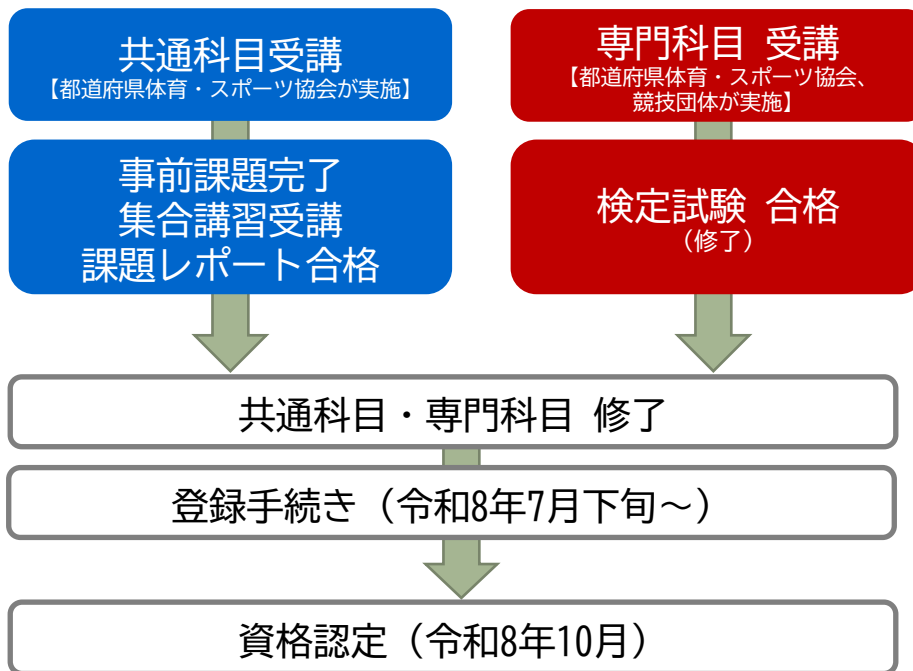 共通科目受講
【都道府県体育・スポーツ協会が実施】
専門科目 受講
【都道府県体育・スポーツ協会、
競技団体が実施】
事前課題完了
集合講習受講
課題レポート合格
検定試験 合格
（修了）
共通科目・専門科目 修了
登録手続き（令和8年7月下旬～）
資格認定（令和8年10月）